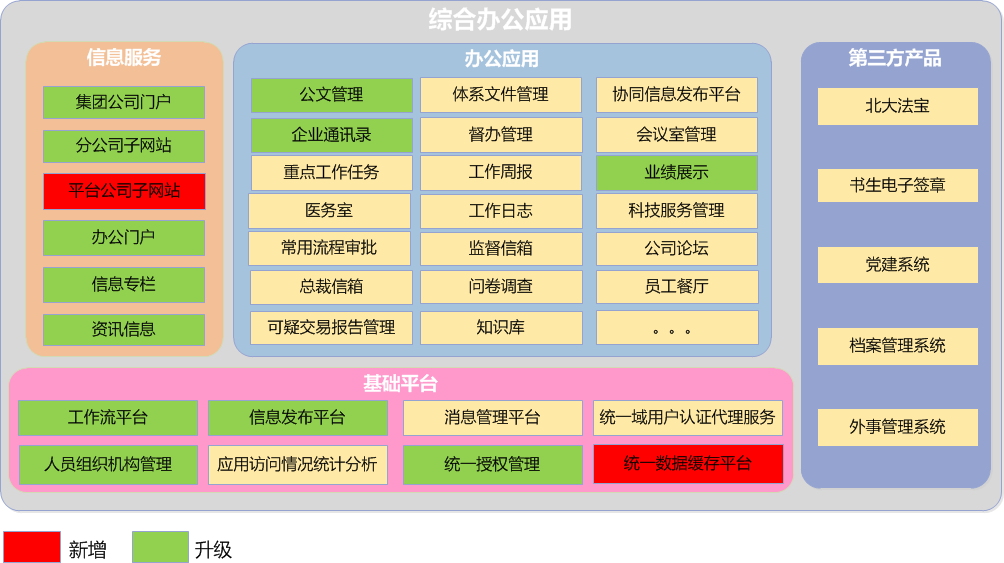 综合办公应用
信息服务
集团公司门户
分公司子网站
平台公司子网站
办公门户
信息专栏
资讯信息
办公应用
公文管理
体系文件管理
协同信息发布平台
企业通讯录
督办管理
会议室管理
重点工作任务
工作周报
业绩展示
医务室
工作日志
科技服务管理
常用流程审批
监督信箱
公司论坛
总裁信箱
问卷调查
员工餐厅
可疑交易报告管理
知识库
。。。
第三方产品
北大法宝
书生电子签章
党建系统
档案管理系统
外事管理系统
基础平台
工作流平台
信息发布平台
消息管理平台
统一域用户认证代理服务
人员组织机构管理
应用访问情况统计分析
统一授权管理
统一数据缓存平台
新增
升级